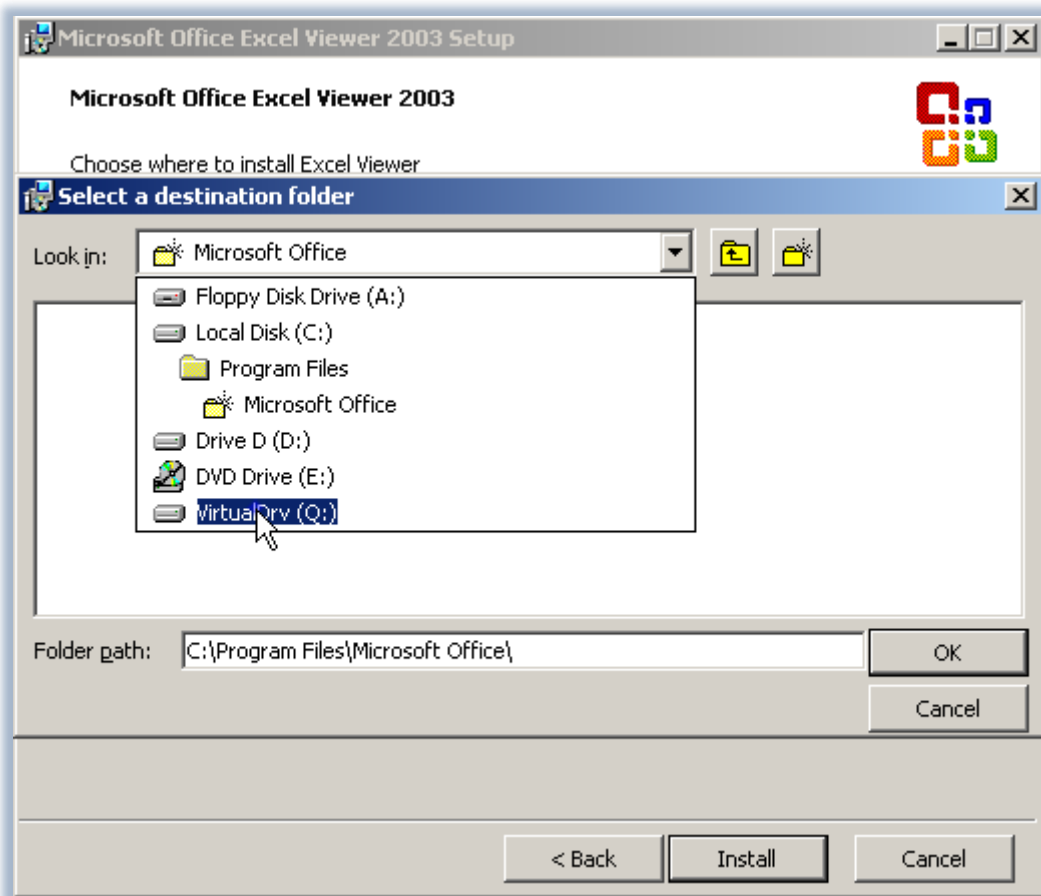 Microsoft Office Excel Viewer 2003 Setup
Microsoft Office Excel Viewer 2003
Choose where to install Excel Viewer
Select a destination folder
Look in: Microsoft Office
Floppy Disk Drive (A:)
Local Disk (C:)
Program Files
Microsoft Office
Drive D (D:)
DVD Drive (E:)
VirtualDrv (Q:)
Folder path: C:\Program Files\Microsoft Office\ OK
Cancel
< Back Install Cancel